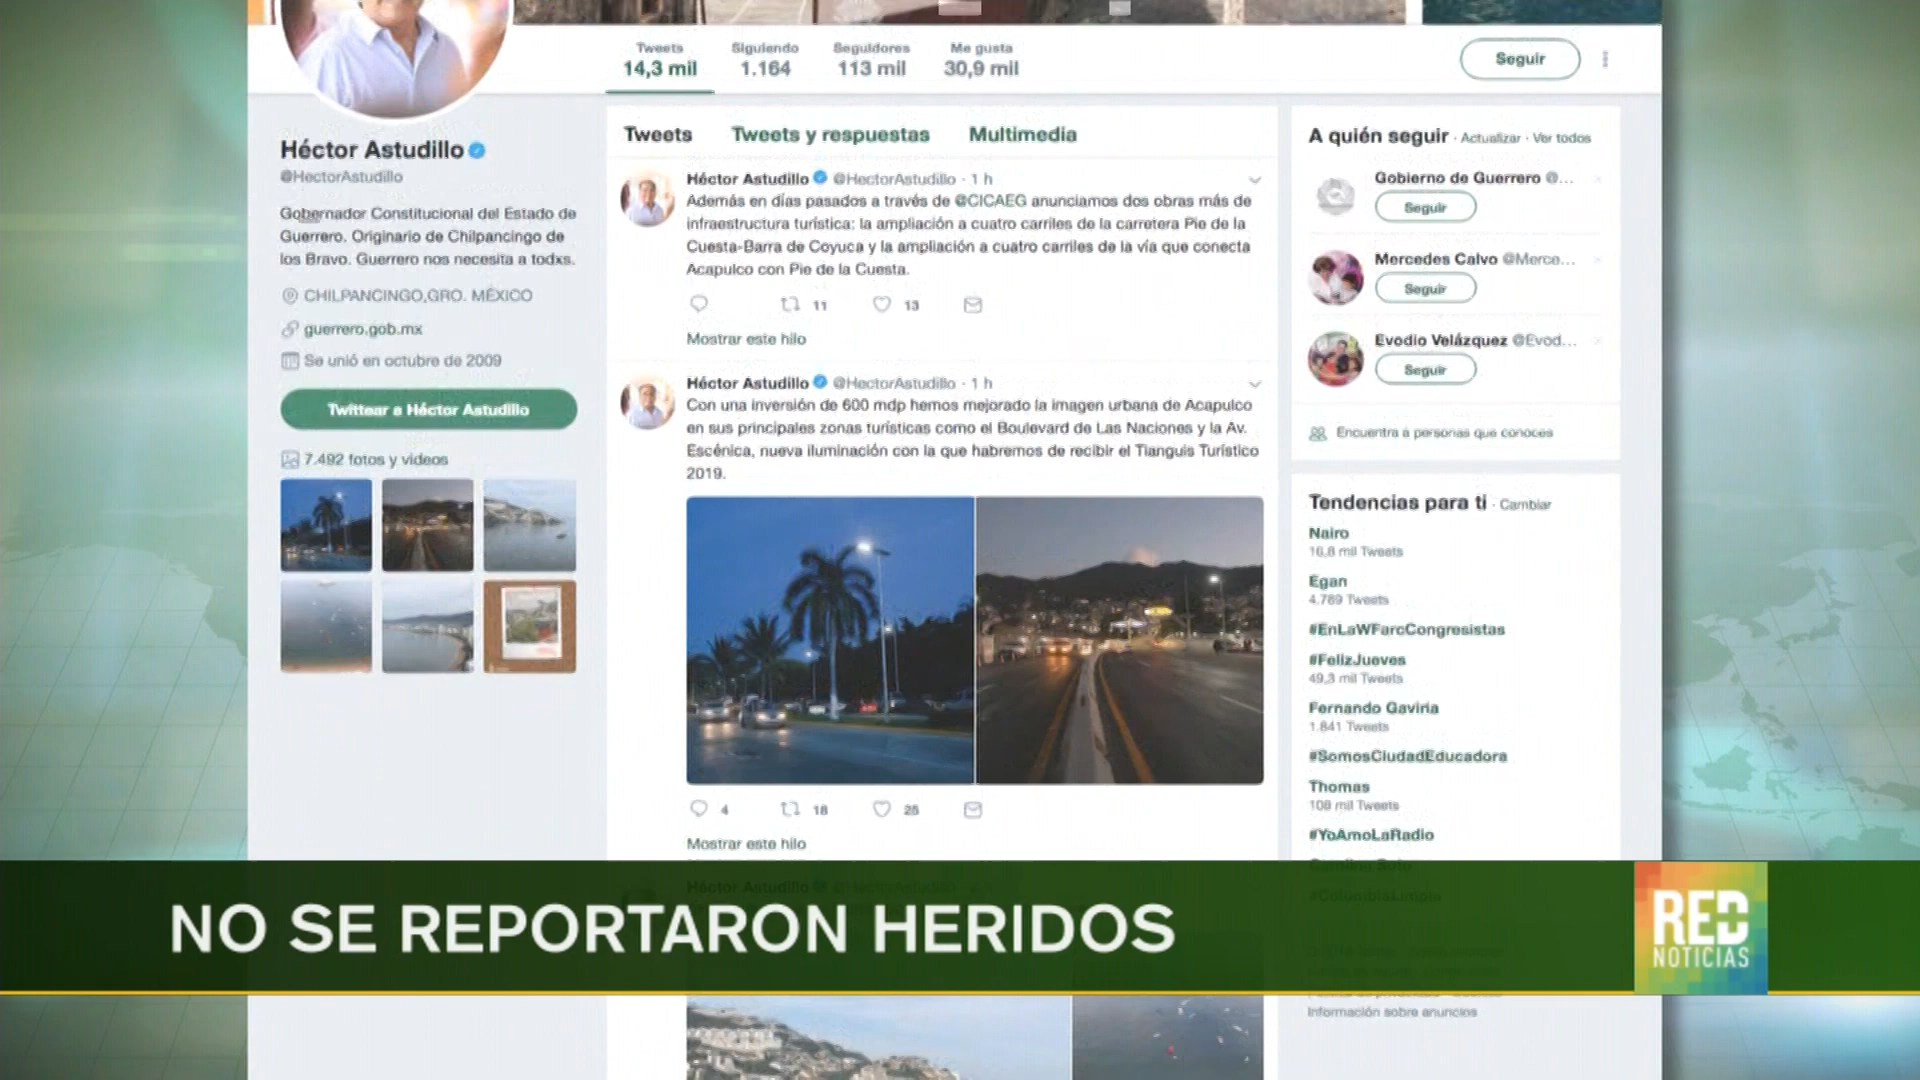 Tweets
14,3 mil
Siguiendo
1.164
Seguidores
113 mil
Me gusta
30,9 mil
Seguir
Héctor Astudillo
@HectorAstudillo
Gobernador Constitucional del Estado de
Guerrero. Originario de Chilpancingo de
los Bravo. Guerrero nos necesita a todxs.
CHILPANCINGO,GRO. MÉXICO
guerrero.gob.mx
Se unió en octubre de 2009
Twittear a Héctor Astudillo
7.492 fotos y videos
Tweets Tweets y respuestas Multimedia
Héctor Astudillo @HectorAstudillo · 1 h
Además en días pasados a través de @CICAEG anunciamos dos obras más de
infraestructura turística: la ampliación a cuatro carriles de la carretera Pie de la
Cuesta-Barra de Coyuca y la ampliación a cuatro carriles de la vía que conecta
Acapulco con Pie de la Cuesta.
11 13
Mostrar este hilo
Héctor Astudillo @HectorAstudillo · 1 h
Con una inversión de 600 mdp hemos mejorado la imagen urbana de Acapulco
en sus principales zonas turísticas como el Boulevard de Las Naciones y la Av.
Escénica, nueva iluminación con la que habremos de recibir el Tianguis Turístico
2019.
4 18 25
Mostrar este hilo
Héctor Astudillo
A quién seguir · Actualizar · Ver todos
Gobierno de Guerrero @...
Seguir
Mercedes Calvo @Merce...
Seguir
Evodio Velázquez @Evod...
Seguir
Encuentra a personas que conoces
Tendencias para ti · Cambiar
Nairo
16,8 mil Tweets
Egan
4.789 Tweets
#EnLaWFarcCongresistas
#FelizJueves
49,3 mil Tweets
Fernando Gaviria
1.841 Tweets
#SomosCiudadEducadora
Thomas
108 mil Tweets
#YoAmoLaRadio
Información sobre anuncios
NO SE REPORTARON HERIDOS
RED
NOTICIAS